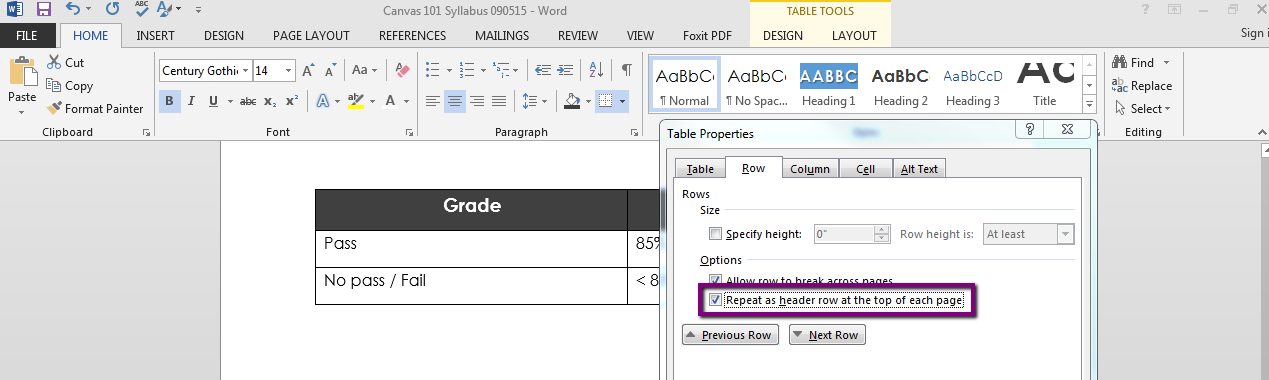 Canvas 101 Syllabus 090515 - Word
TABLE TOOLS
FILE HOME INSERT DESIGN PAGE LAYOUT REFERENCES MAILINGS REVIEW VIEW Foxit PDF DESIGN LAYOUT Sign i
Paste
Cut
Copy
Format Painter
Clipboard
Century Gothic 14
B I U abc x₂ x²
Font
Paragraph
AaBbCc AaBbCc AABBC AaBbC AaBbCcD AaB
¶ Normal ¶ No Spac... Heading 1 Heading 2 Heading 3 Title
Styles
Find
Replace
Select
Editing
Table Properties
Table Row Column Cell Alt Text
Rows
Size
Specify height: 0" Row height is: At least
Options
Allow row to break across pages
Repeat as header row at the top of each page
Previous Row Next Row
Grade
Pass 85%
No pass / Fail < 8